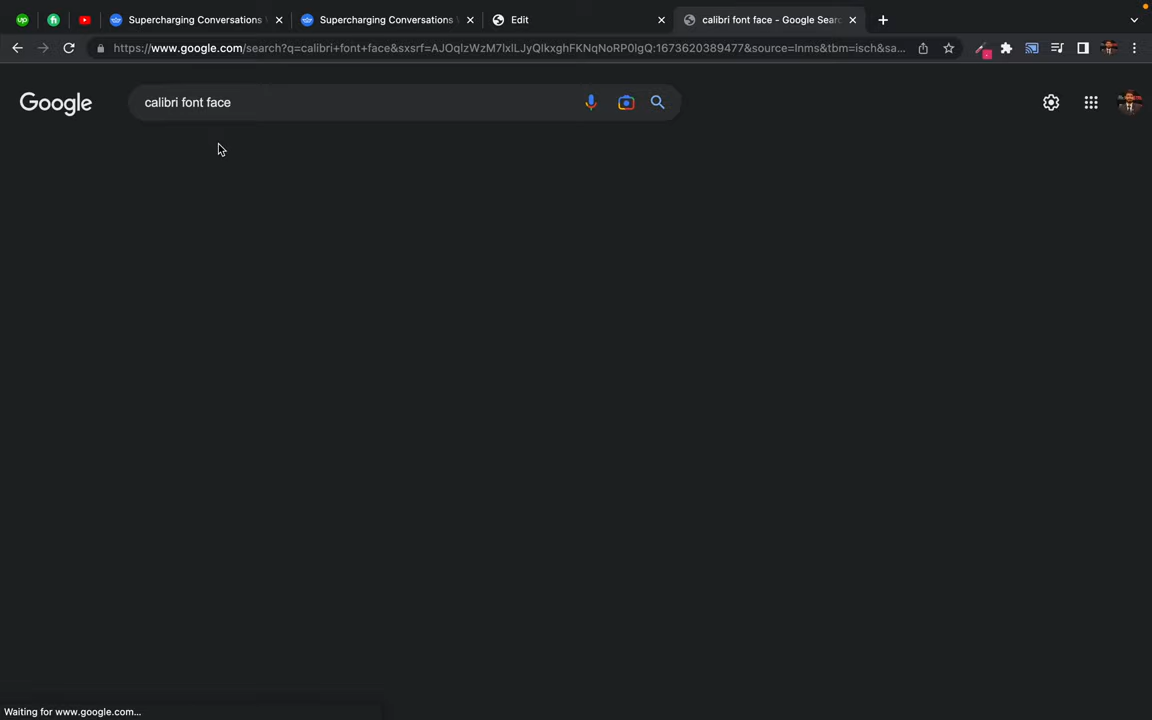 Supercharging Conversations
Supercharging Conversations
Edit
calibri font face - Google Sear
https://www.google.com/search?q=calibri+font+face&sxsrf=AJOqlzWzM7lxlLJyQlkxghFKNqNoRP0lgQ:1673620389477&source=lnms&tbm=isch&sa...
Google
calibri font face
Waiting for www.google.com...